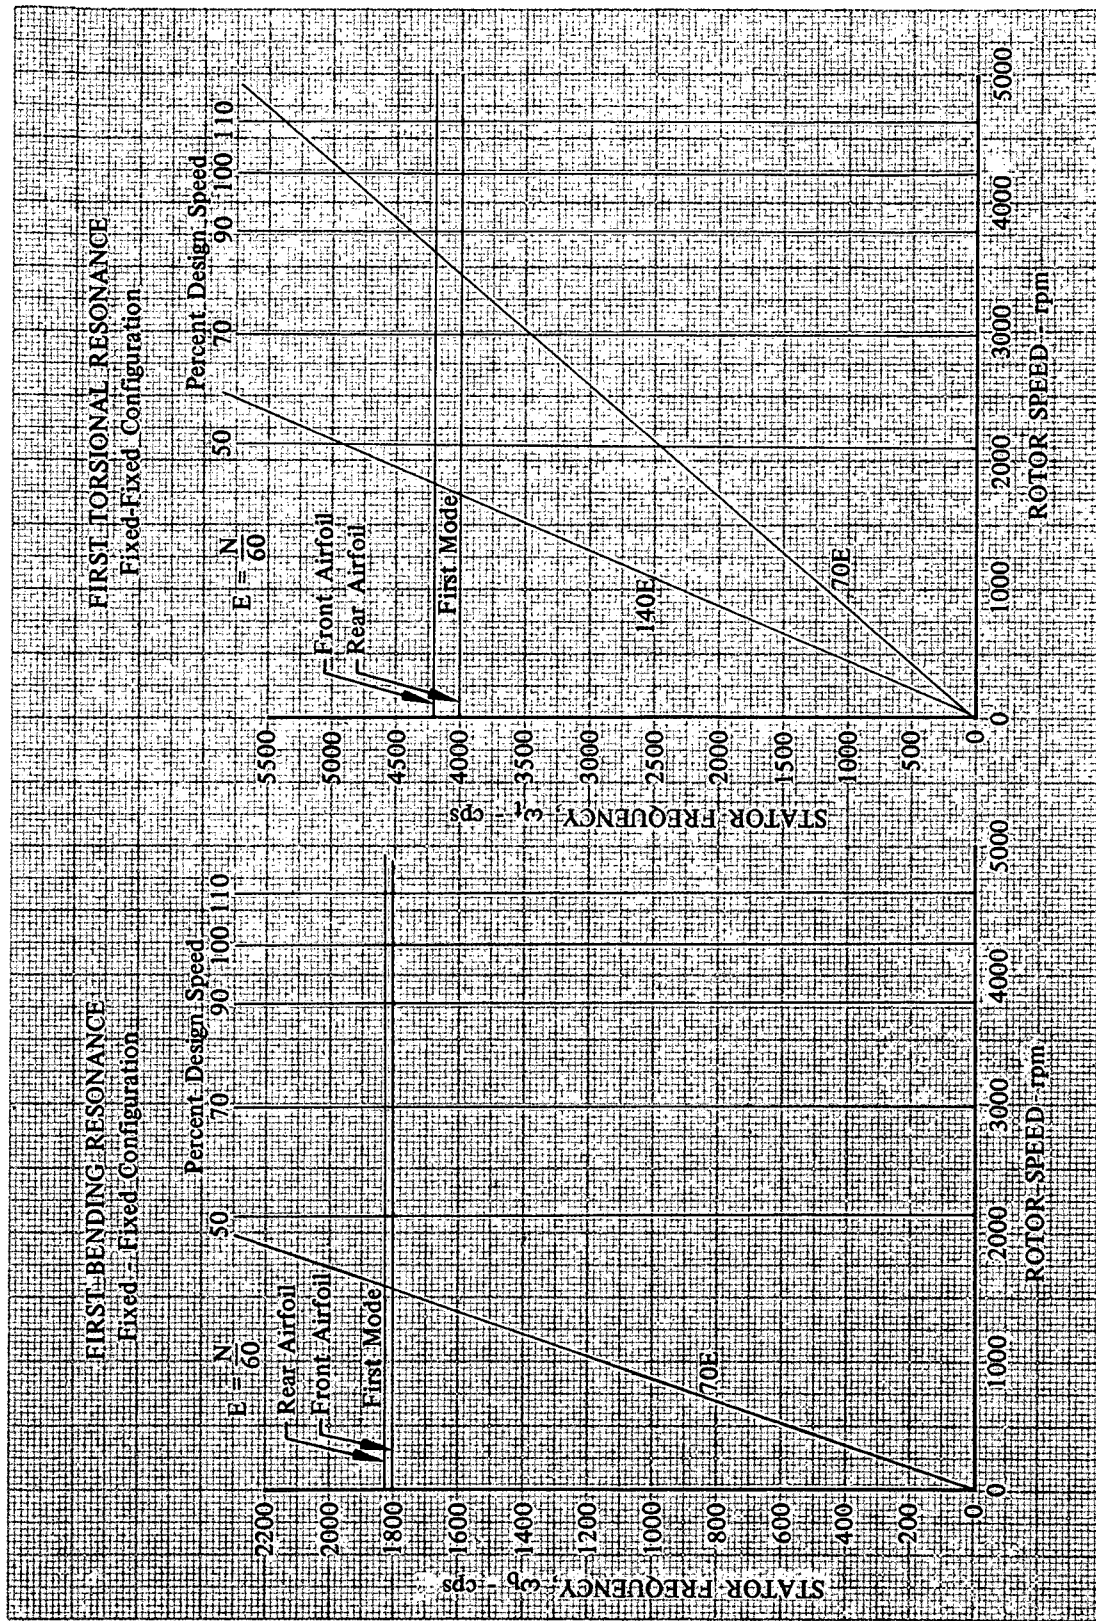 FIRST BENDING RESONANCE
Fixed - Fixed Configuration
Percent Design Speed
50 70 90 100 110
E = N/60
Rear Airfoil
Front Airfoil
First Mode
70E
2200
2000
1800
1600
1400
1200
1000
800
600
400
200
0
STATOR FREQUENCY, ω_b - cps
0 1000 2000 3000 4000 5000
ROTOR SPEED - rpm
FIRST TORSIONAL RESONANCE
Fixed-Fixed Configuration
Percent Design Speed
50 70 90 100 110
E = N/60
Front Airfoil
Rear Airfoil
First Mode
140E
70E
5500
5000
4500
4000
3500
3000
2500
2000
1500
1000
500
0
STATOR FREQUENCY, ω_t - cps
0 1000 2000 3000 4000 5000
ROTOR SPEED - rpm